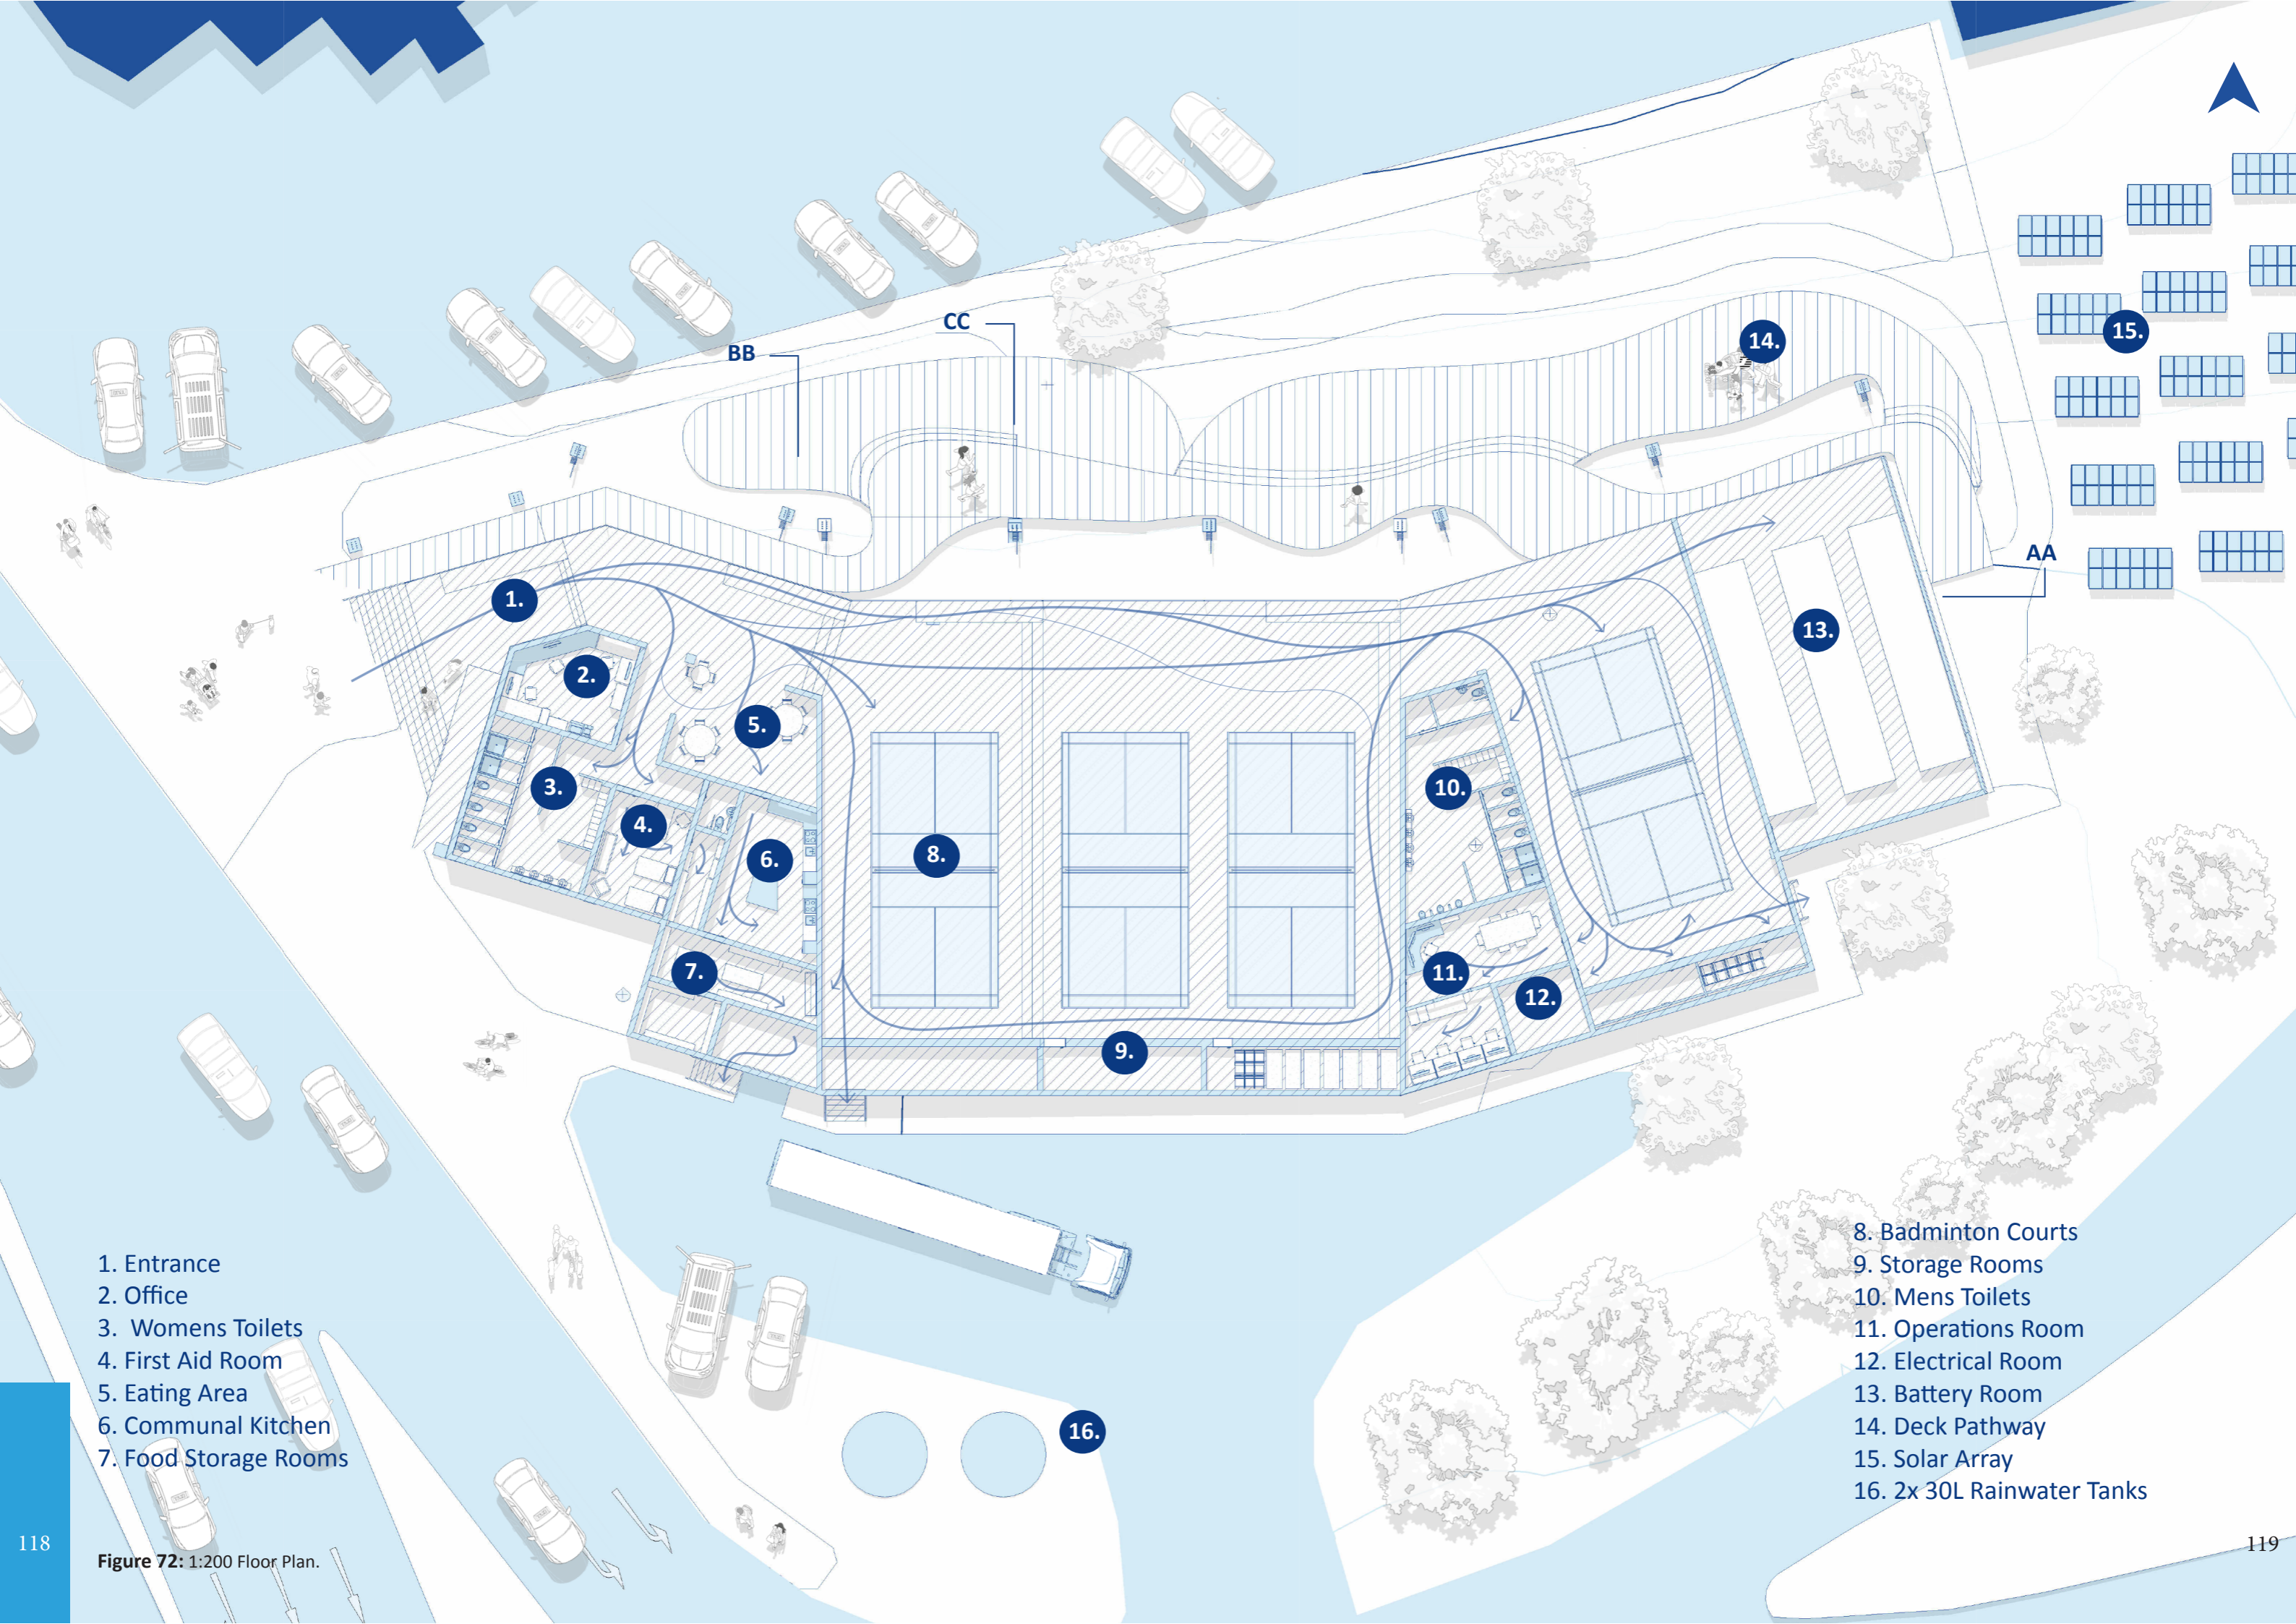 CC
BB
14.
15.
AA
1.
13.
2.
5.
3.
10.
4.
8.
6.
7.
11.
12.
9.
16.
1. Entrance
2. Office
3. Womens Toilets
4. First Aid Room
5. Eating Area
6. Communal Kitchen
7. Food Storage Rooms
8. Badminton Courts
9. Storage Rooms
10. Mens Toilets
11. Operations Room
12. Electrical Room
13. Battery Room
14. Deck Pathway
15. Solar Array
16. 2x 30L Rainwater Tanks
118
Figure 72: 1:200 Floor Plan.
119